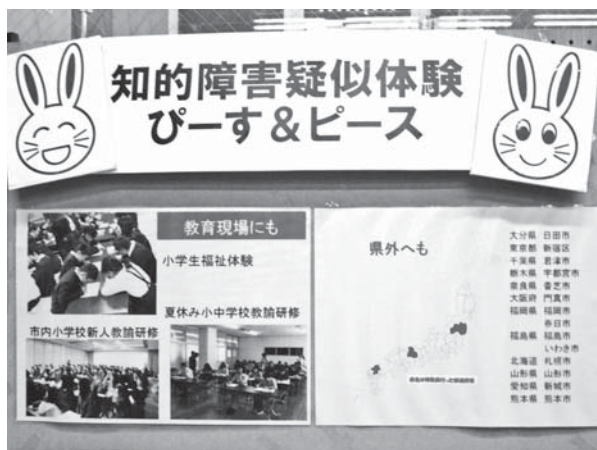 知的障害疑似体験
ぴーす&ピース
教育現場にも
小学生福祉体験
夏休み小中学校教諭研修
市内小学校新人教諭研修
県外へも
大分県 日田市
東京都 新宿区
千葉県 君津市
栃木県 宇都宮市
奈良県 香芝市
大阪府 門真市
福岡県 福岡市
春日市
福島県 福島市
いわき市
北海道 札幌市
山形県 山形市
愛知県 新城市
熊本県 熊本市